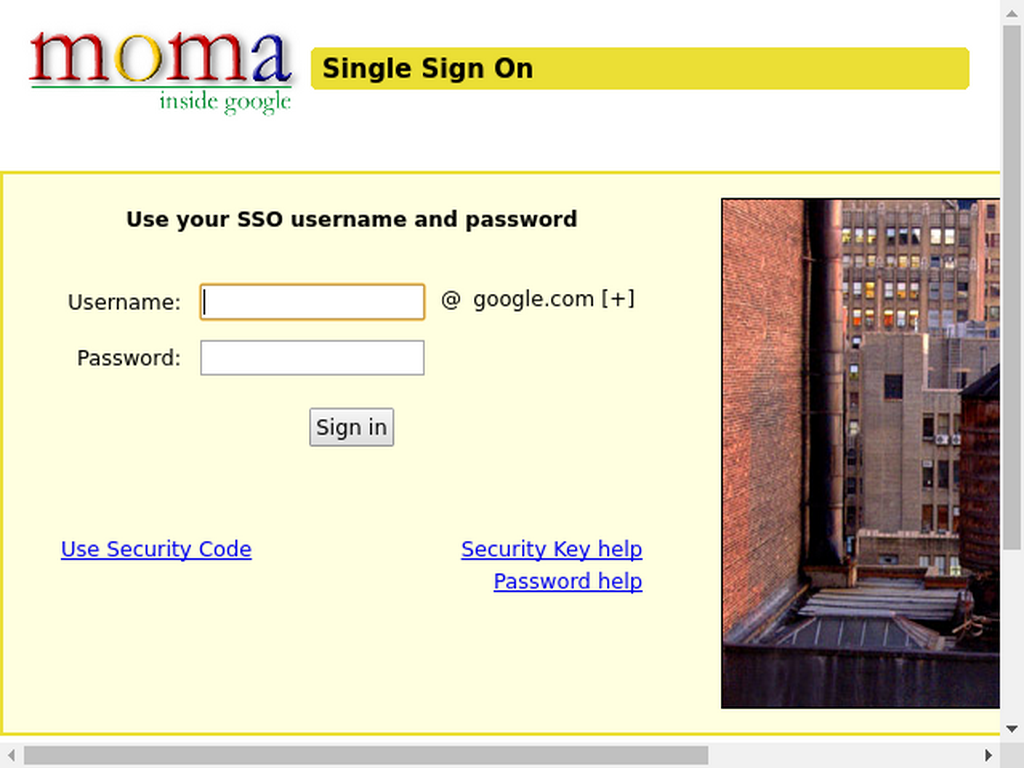 moma
inside google
Single Sign On
Use your SSO username and password
Username: @ google.com [+]
Password:
Sign in
Use Security Code Security Key help
Password help